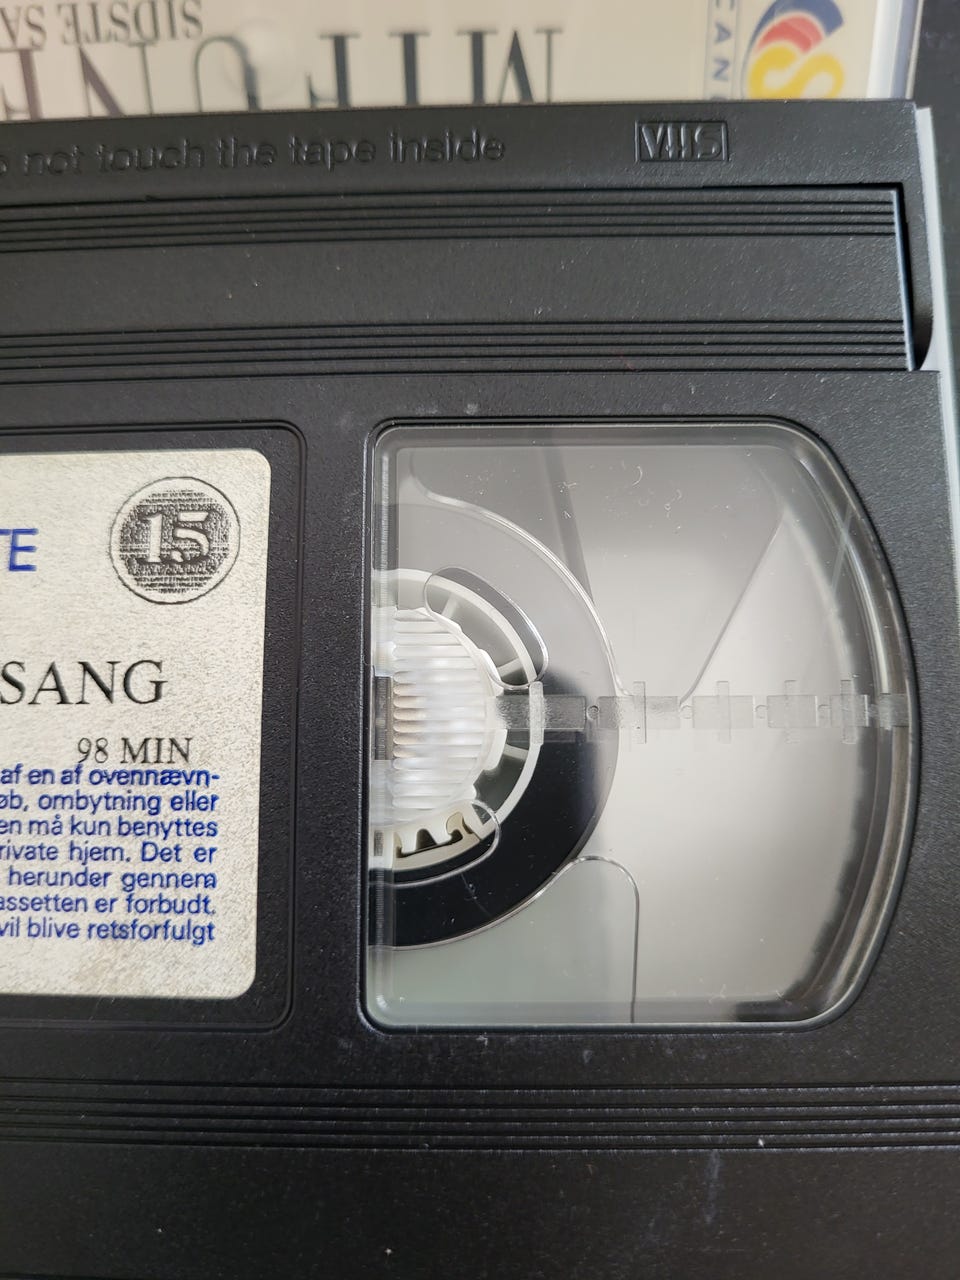 SIDSTE SA
not touch the tape inside VHS
TE
15
SANG
98 MIN
af en af ovennævn-
øb, ombytning eller
en må kun benyttes
rivate hjem. Det er
herunder gennem
assetten er forbudt.
vil blive retsforfulgt